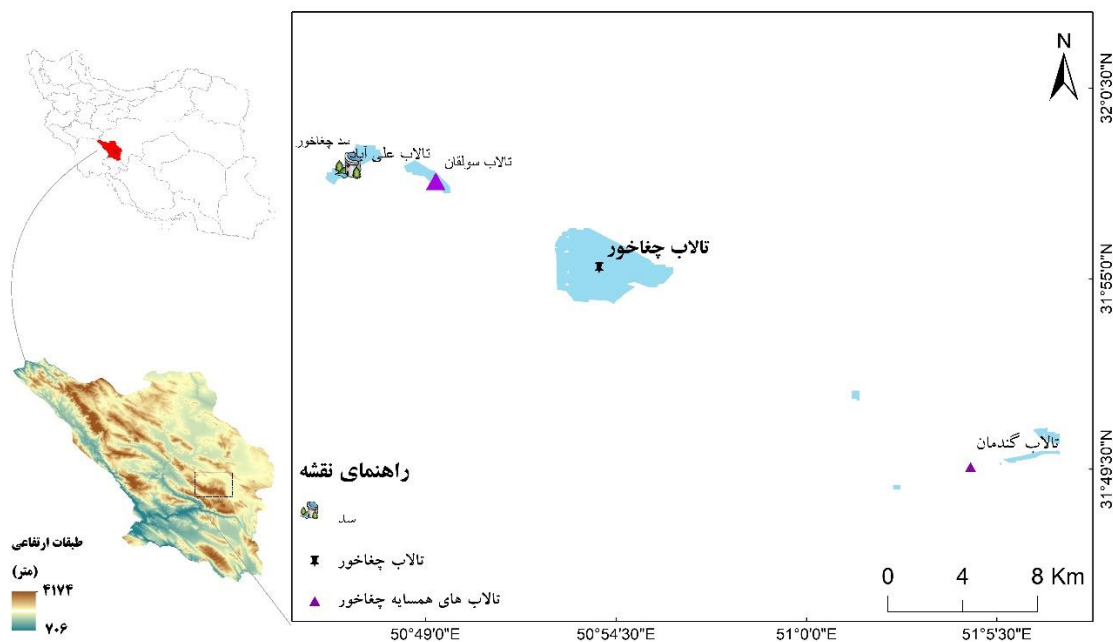 N
32°0'30"N
31°55'0"N
31°49'30"N
سد چغاخور
تالاب علی آباد
تالاب سولقان
تالاب چغاخور
تالاب گندمان
راهنمای نقشه
سد
تالاب چغاخور
تالاب های همسایه چغاخور
طبقات ارتفاعی
(متر)
۴۱۷۴
۷۰۶
0 4 8 Km
50°49'0"E 50°54'30"E 51°0'0"E 51°5'30"E